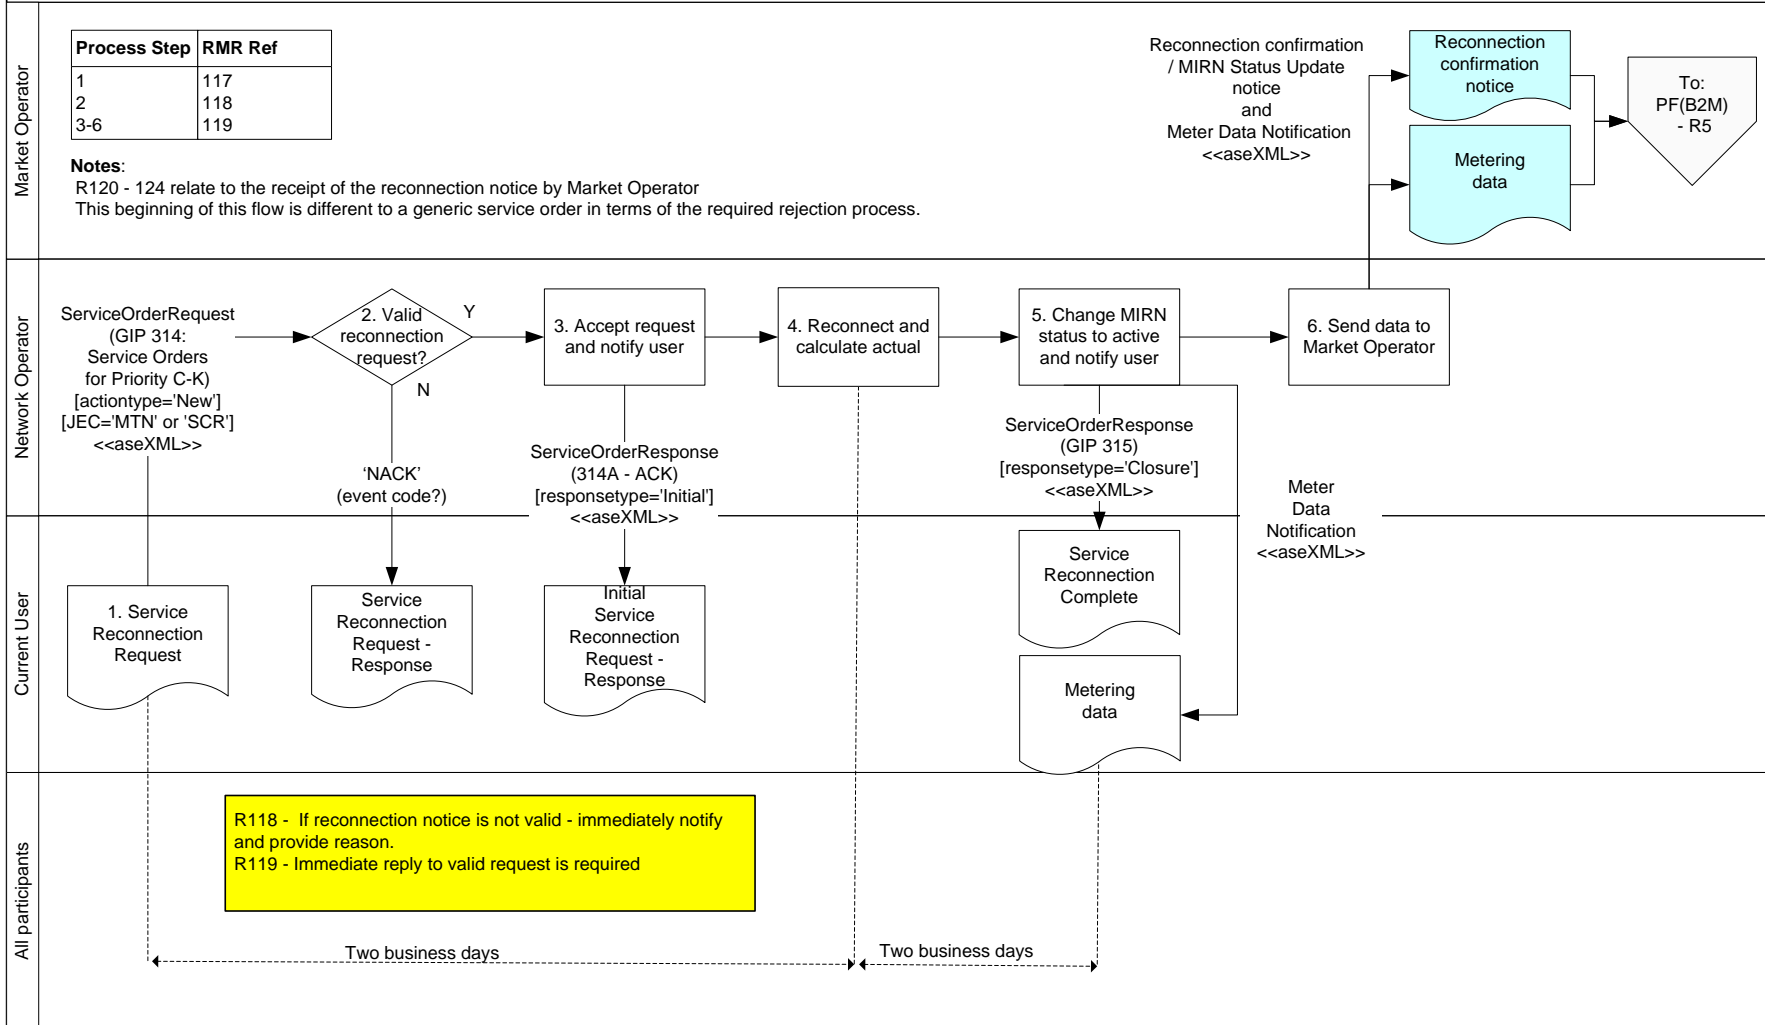 Market Operator
Process Step RMR Ref
1 117
2 118
3-6 119
Notes:
R120 - 124 relate to the receipt of the reconnection notice by Market Operator
This beginning of this flow is different to a generic service order in terms of the required rejection process.
Reconnection confirmation
/ MIRN Status Update
notice
and
Meter Data Notification
<<aseXML>>
Reconnection
confirmation
notice
Metering
data
To:
PF(B2M)
- R5
Network Operator
ServiceOrderRequest
(GIP 314:
Service Orders
for Priority C-K)
[actiontype='New']
[JEC='MTN' or 'SCR']
<<aseXML>>
2. Valid
reconnection
request?
Y
N
‘NACK’
(event code?)
3. Accept request
and notify user
ServiceOrderResponse
(314A - ACK)
[responsetype='Initial']
<<aseXML>>
4. Reconnect and
calculate actual
5. Change MIRN
status to active
and notify user
ServiceOrderResponse
(GIP 315)
[responsetype='Closure']
<<aseXML>>
6. Send data to
Market Operator
Meter
Data
Notification
<<aseXML>>
Current User
1. Service
Reconnection
Request
Service
Reconnection
Request -
Response
Initial
Service
Reconnection
Request -
Response
Service
Reconnection
Complete
Metering
data
All participants
R118 -  If reconnection notice is not valid - immediately notify
and provide reason.
R119 - Immediate reply to valid request is required
Two business days
Two business days